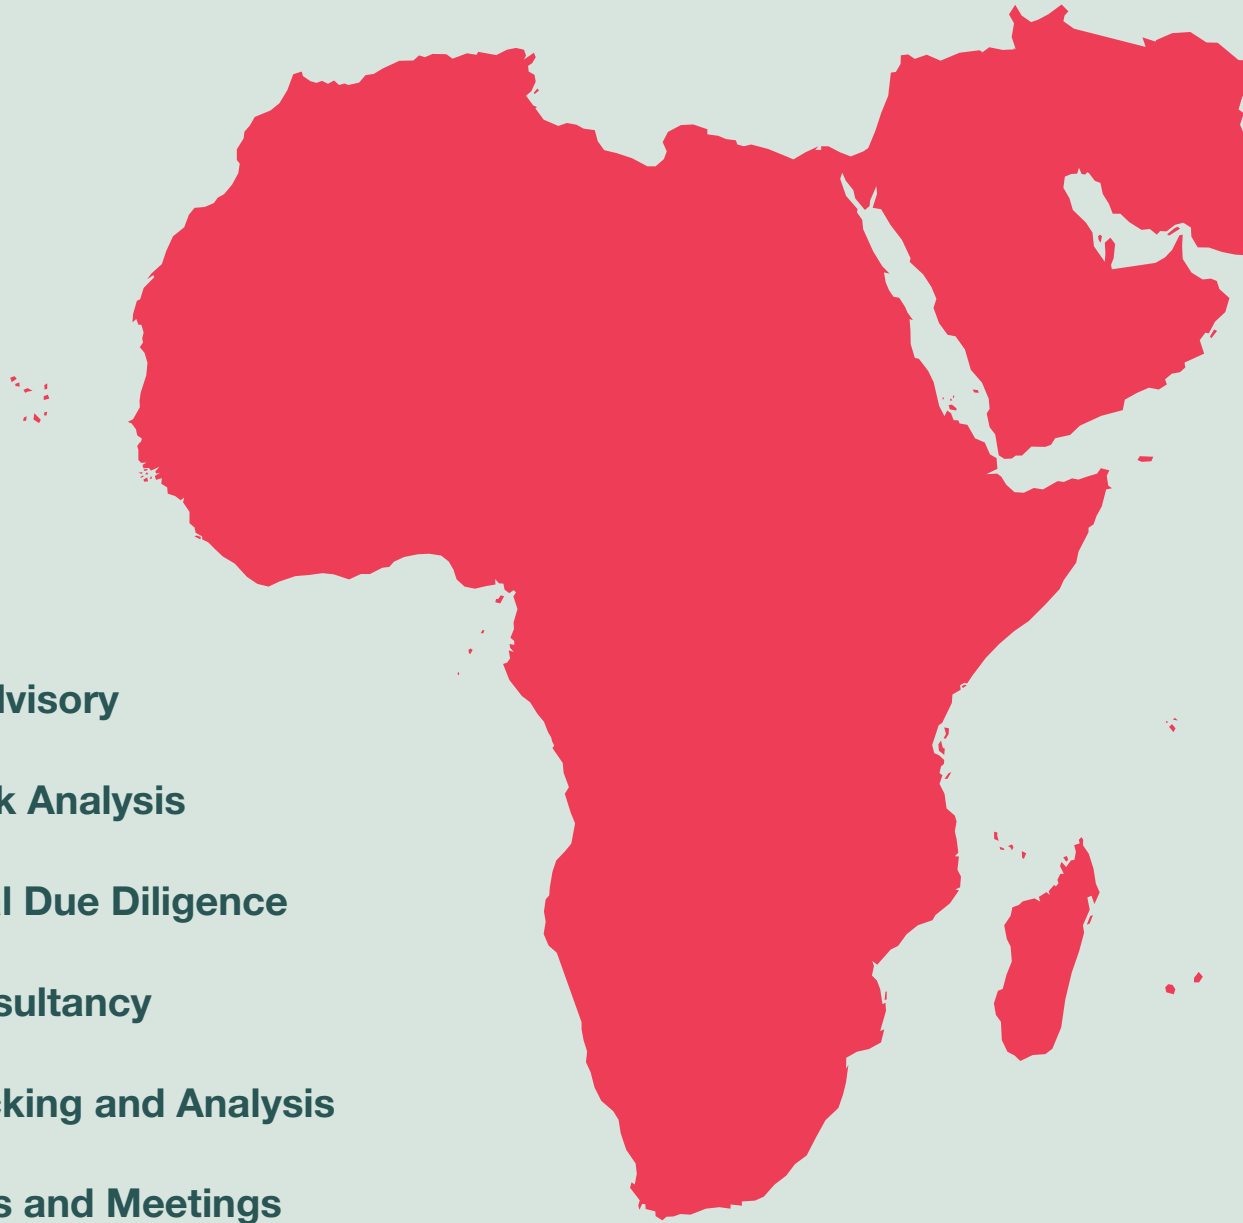 dvisory
k Analysis
l Due Diligence
sultancy
cking and Analysis
s and Meetings